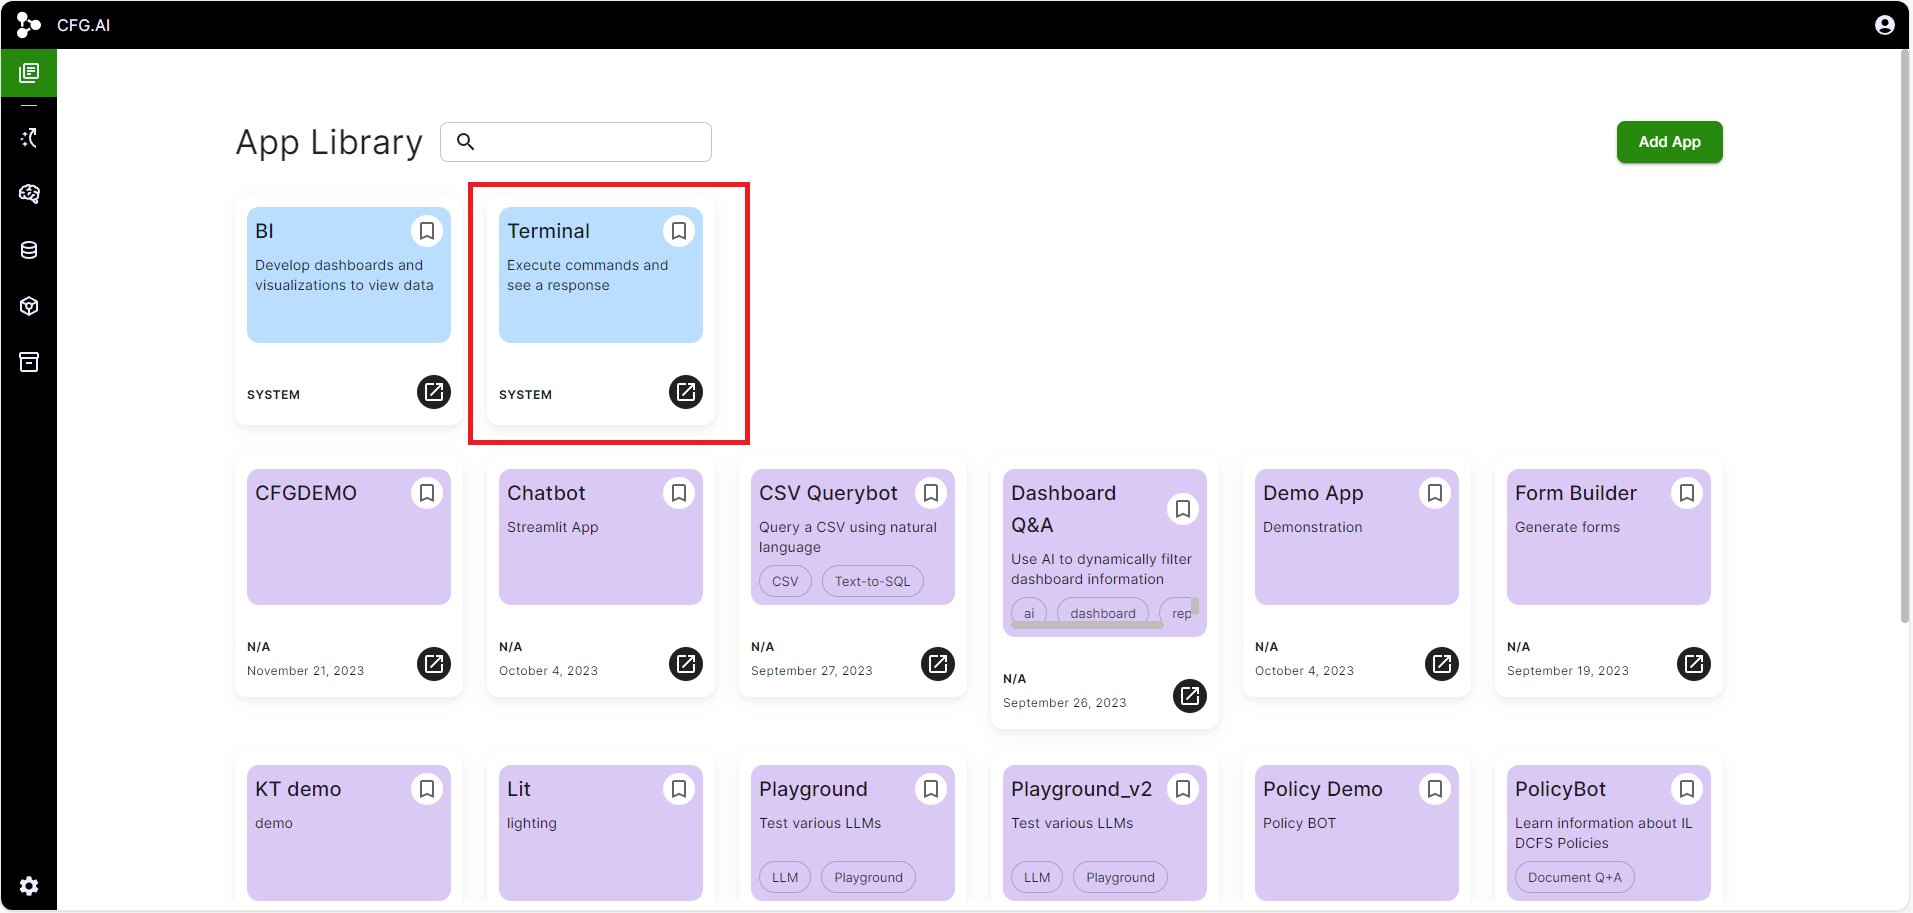 CFG.AI
App Library
Add App
BI
Develop dashboards and
visualizations to view data
SYSTEM
Terminal
Execute commands and
see a response
SYSTEM
CFGDEMO
N/A
November 21, 2023
Chatbot
Streamlit App
N/A
October 4, 2023
CSV Querybot
Query a CSV using natural
language
CSV Text-to-SQL
N/A
September 27, 2023
Dashboard
Q&A
Use AI to dynamically filter
dashboard information
ai dashboard rep
N/A
September 26, 2023
Demo App
Demonstration
N/A
October 4, 2023
Form Builder
Generate forms
N/A
September 19, 2023
KT demo
demo
Lit
lighting
Playground
Test various LLMs
LLM Playground
Playground_v2
Test various LLMs
LLM Playground
Policy Demo
Policy BOT
PolicyBot
Learn information about IL
DCFS Policies
Document Q+A